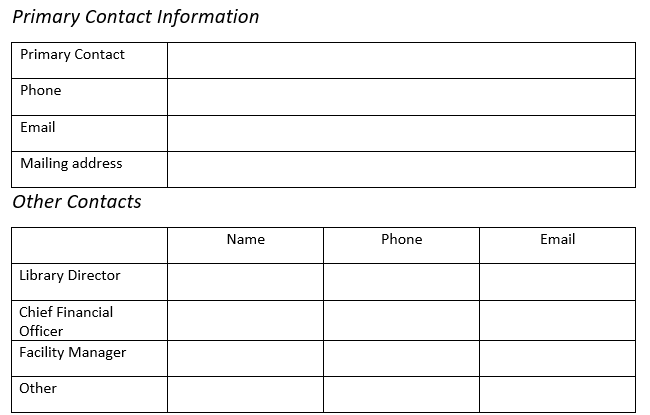 Primary Contact Information
Primary Contact
Phone
Email
Mailing address
Other Contacts
Name Phone Email
Library Director
Chief Financial
Officer
Facility Manager
Other